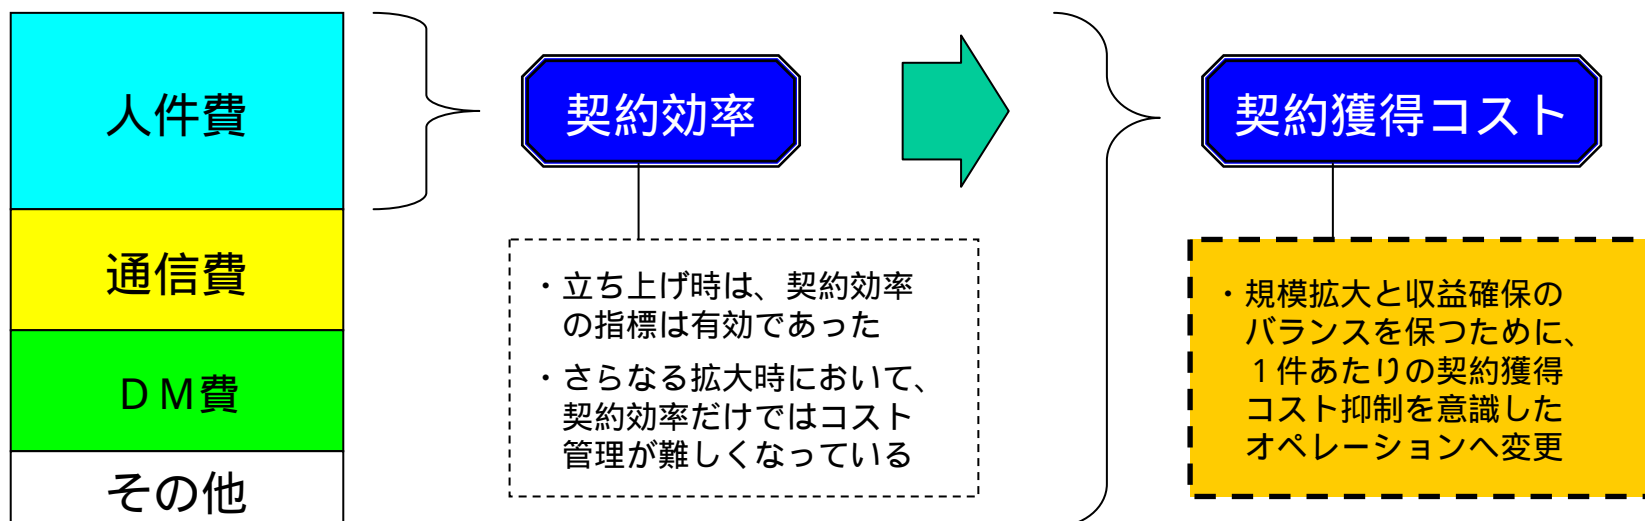 人件費
通信費
ＤＭ費
その他
契約効率
・立ち上げ時は、契約効率
の指標は有効であった
・さらなる拡大時において、
契約効率だけではコスト
管理が難しくなっている
契約獲得コスト
・規模拡大と収益確保の
バランスを保つために、
１件あたりの契約獲得
コスト抑制を意識した
オペレーションへ変更